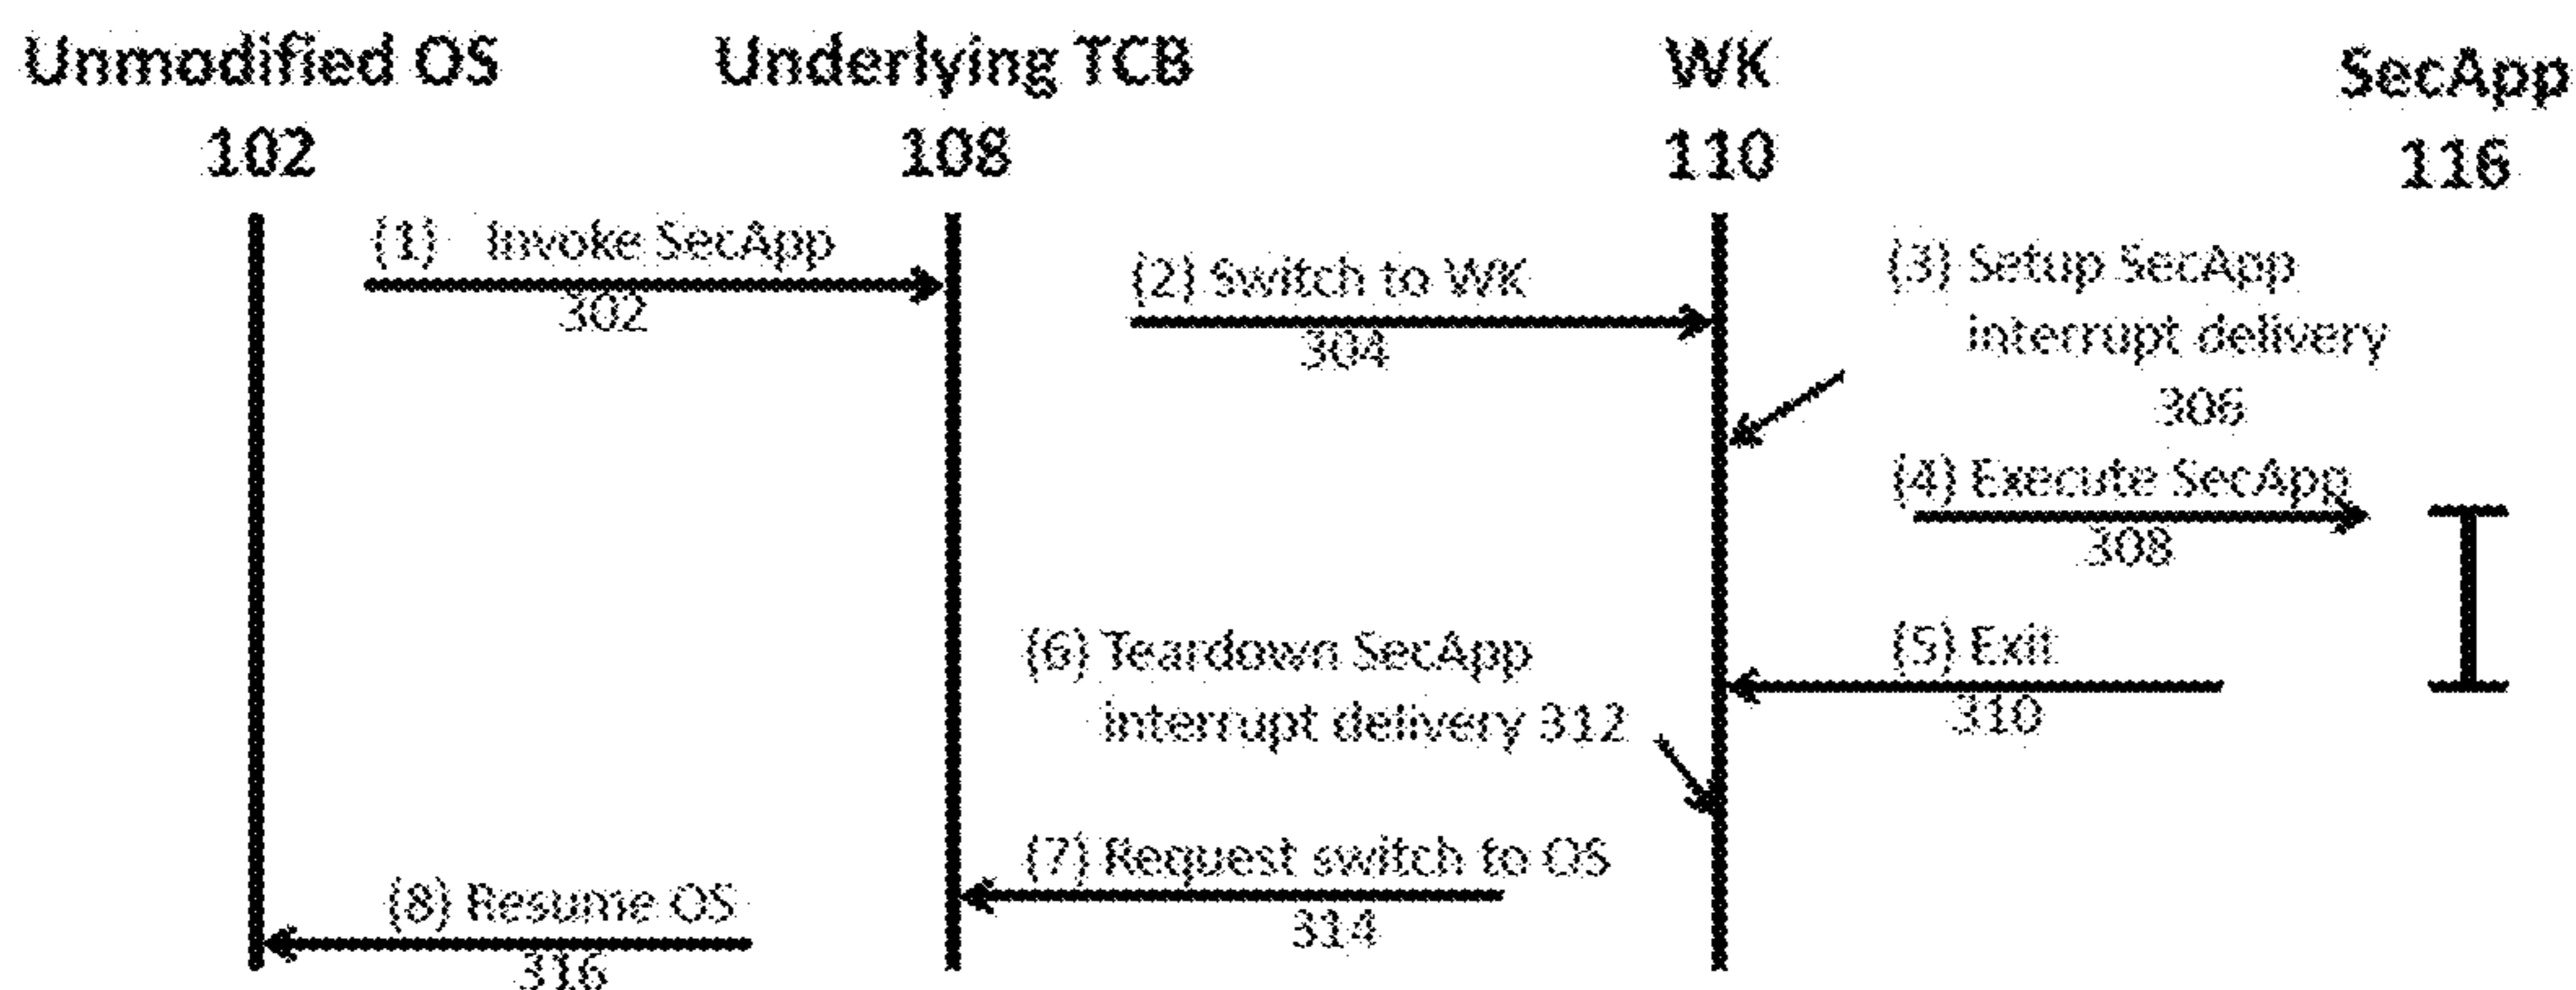 Unmodified OS
102
Underlying TCB
108
WK
110
SecApp
116
(1) Invoke SecApp
302
(2) Switch to WK
304
(3) Setup SecApp
interrupt delivery
306
(4) Execute SecApp
308
(5) Exit
310
(6) Teardown SecApp
interrupt delivery 312
(7) Request switch to OS
314
(8) Resume OS
316